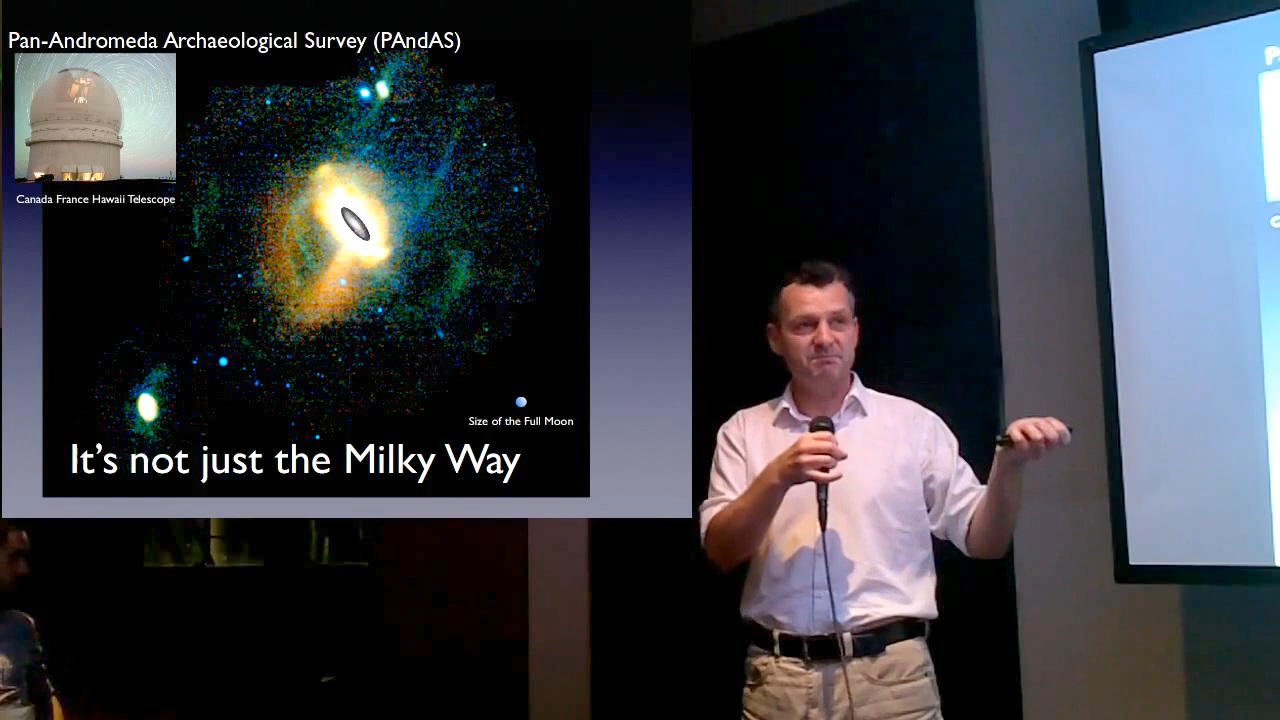 Pan-Andromeda Archaeological Survey (PAndAS)
Canada France Hawaii Telescope
Size of the Full Moon
It's not just the Milky Way